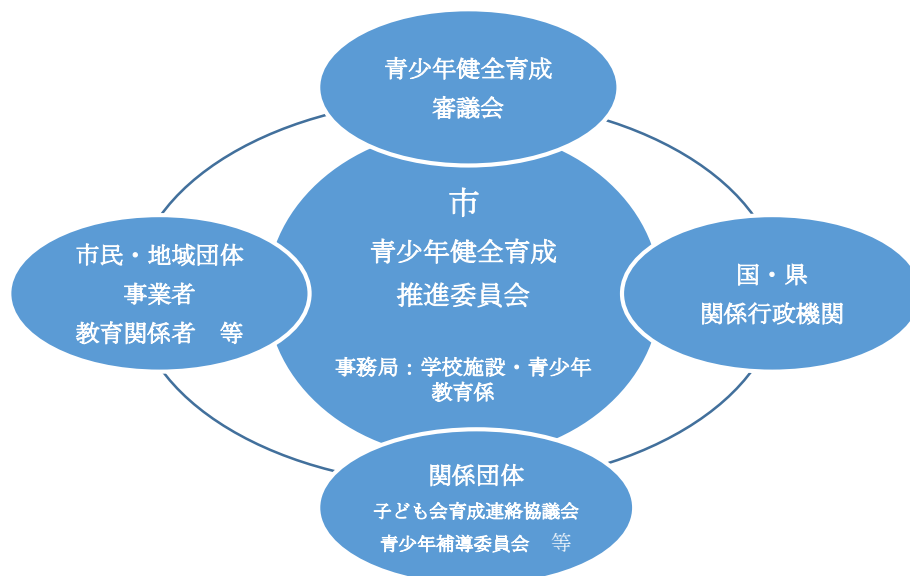 青少年健全育成
審議会
市
青少年健全育成
推進委員会
事務局：学校施設・青少年
教育係
市民・地域団体
事業者
教育関係者　等
国・県
関係行政機関
関係団体
子ども会育成連絡協議会
青少年補導委員会　等